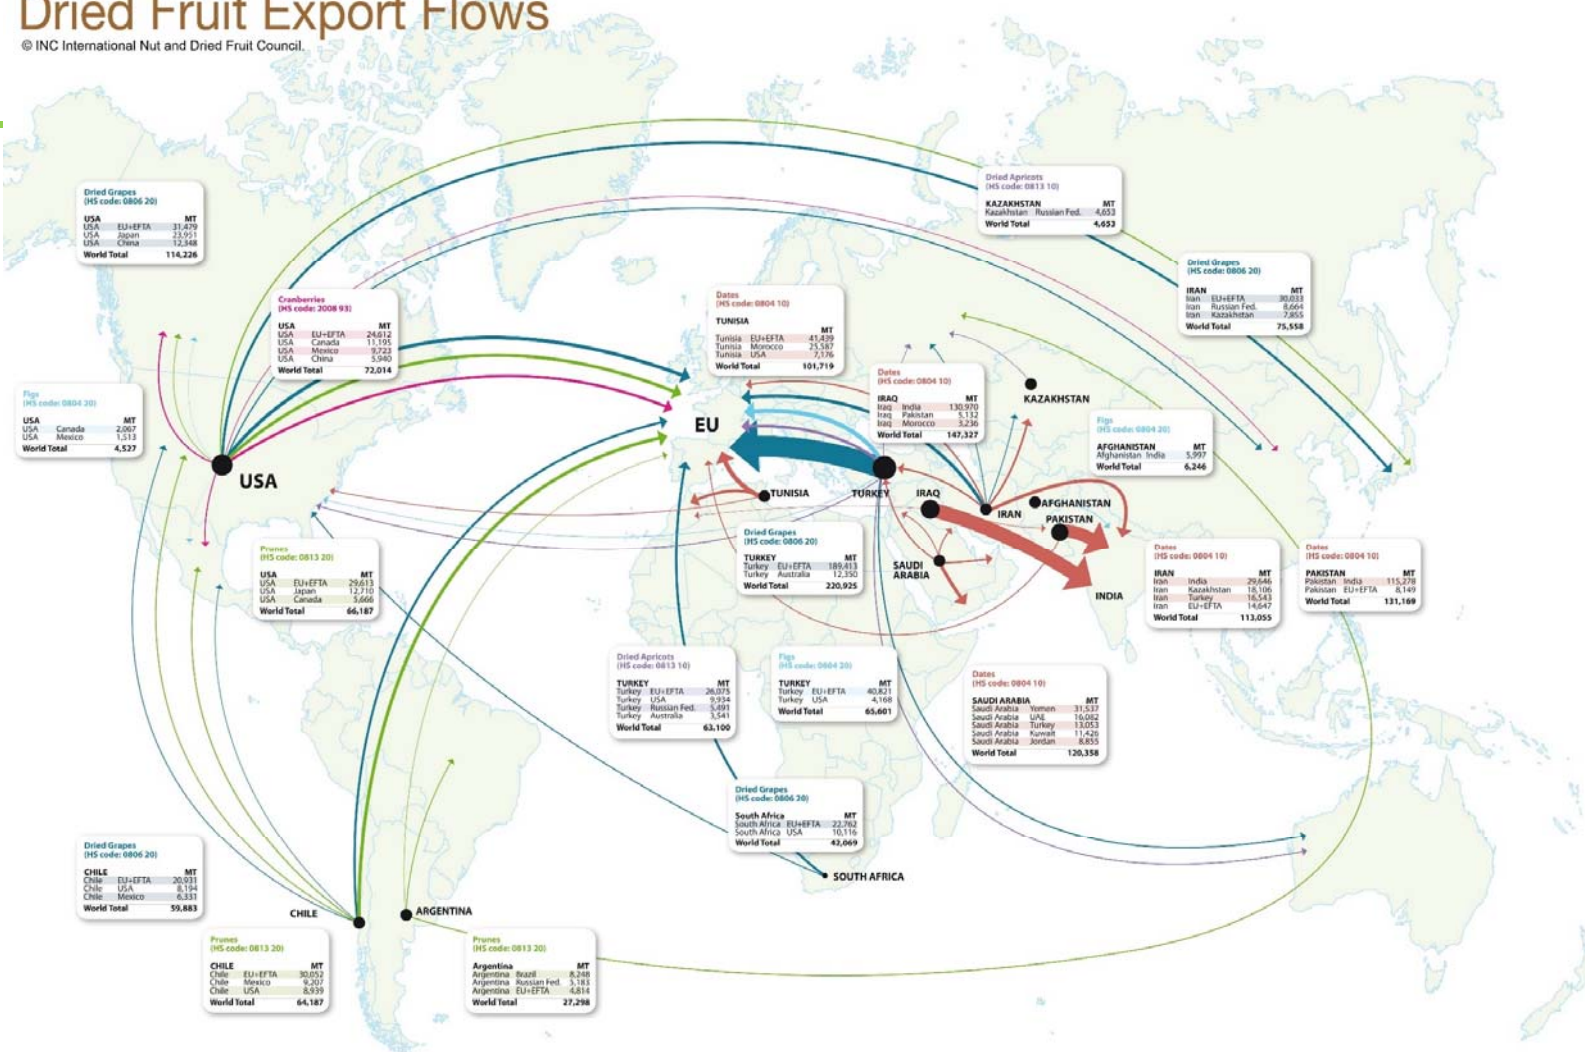 Dried Fruit Export Flows
© INC International Nut and Dried Fruit Council.
Dried Grapes
(HS code: 0806 20)
USA MT
USA EU+EFTA 31,479
USA Japan 23,951
USA China 12,348
World Total 114,226
Cranberries
(HS code: 2008 93)
USA MT
USA EU+EFTA 24,612
USA Canada 11,195
USA Mexico 9,723
USA China 5,940
World Total 72,014
Figs
(HS code: 0804 20)
USA MT
USA Canada 2,067
USA Mexico 1,513
World Total 4,527
Prunes
(HS code: 0813 20)
USA MT
USA EU+EFTA 29,613
USA Japan 12,710
USA Canada 5,666
World Total 66,187
Dates
(HS code: 0804 10)
TUNISIA
MT
Tunisia EU+EFTA 41,439
Tunisia Morocco 25,587
Tunisia USA 7,176
World Total 101,719
Dried Apricots
(HS code: 0813 10)
KAZAKHSTAN MT
Kazakhstan Russian Fed. 4,653
World Total 4,653
Dried Grapes
(HS code: 0806 20)
IRAN MT
Iran EU+EFTA 30,033
Iran Russian Fed. 8,664
Iran Kazakhstan 7,855
World Total 75,558
Dates
(HS code: 0804 10)
IRAQ MT
Iraq India 130,970
Iraq Pakistan 5,132
Iraq Morocco 3,236
World Total 147,327
Figs
(HS code: 0804 20)
AFGHANISTAN MT
Afghanistan India 5,997
World Total 6,246
USA
EU
KAZAKHSTAN
TUNISIA
TURKEY
IRAQ
IRAN
AFGHANISTAN
PAKISTAN
SAUDI
ARABIA
INDIA
Dried Grapes
(HS code: 0806 20)
TURKEY MT
Turkey EU+EFTA 189,413
Turkey Australia 12,350
World Total 220,925
Dates
(HS code: 0804 10)
IRAN MT
Iran India 29,646
Iran Kazakhstan 18,106
Iran Turkey 16,543
Iran EU+EFTA 14,647
World Total 113,055
Dates
(HS code: 0804 10)
PAKISTAN MT
Pakistan India 115,278
Pakistan EU+EFTA 8,149
World Total 131,169
Dried Apricots
(HS code: 0813 10)
TURKEY MT
Turkey EU+EFTA 26,075
Turkey USA 9,934
Turkey Russian Fed. 5,491
Turkey Australia 3,541
World Total 63,100
Figs
(HS code: 0804 20)
TURKEY MT
Turkey EU+EFTA 40,821
Turkey USA 4,168
World Total 65,601
Dates
(HS code: 0804 10)
SAUDI ARABIA MT
Saudi Arabia Yemen 31,537
Saudi Arabia UAE 16,082
Saudi Arabia Turkey 13,053
Saudi Arabia Kuwait 11,426
Saudi Arabia Jordan 8,855
World Total 120,358
Dried Grapes
(HS code: 0806 20)
South Africa MT
South Africa EU+EFTA 22,762
South Africa USA 10,116
World Total 42,069
SOUTH AFRICA
Dried Grapes
(HS code: 0806 20)
CHILE MT
Chile EU+EFTA 20,931
Chile USA 8,194
Chile Mexico 6,331
World Total 59,883
CHILE
ARGENTINA
Prunes
(HS code: 0813 20)
CHILE MT
Chile EU+EFTA 30,052
Chile Mexico 9,207
Chile USA 8,939
World Total 64,187
Prunes
(HS code: 0813 20)
Argentina MT
Argentina Brazil 8,248
Argentina Russian Fed. 5,183
Argentina EU+EFTA 4,814
World Total 27,298